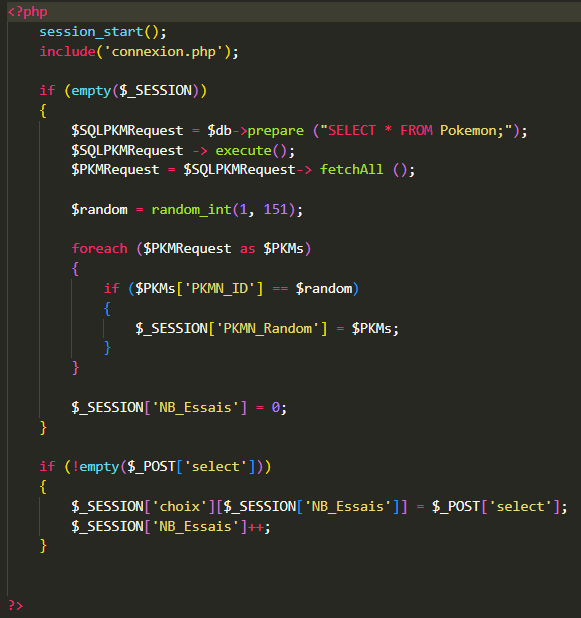 <?php
session_start();
include('connexion.php');
if (empty($_SESSION))
{
$SQLPKMRequest = $db->prepare ("SELECT * FROM Pokemon;");
$SQLPKMRequest -> execute();
$PKMRequest = $SQLPKMRequest-> fetchAll ();
$random = random_int(1, 151);
foreach ($PKMRequest as $PKMs)
{
if ($PKMs['PKMN_ID'] == $random)
{
$_SESSION['PKMN_Random'] = $PKMs;
}
}
$_SESSION['NB_Essais'] = 0;
}
if (!empty($_POST['select']))
{
$_SESSION['choix'][$_SESSION['NB_Essais']] = $_POST['select'];
$_SESSION['NB_Essais']++;
}
?>